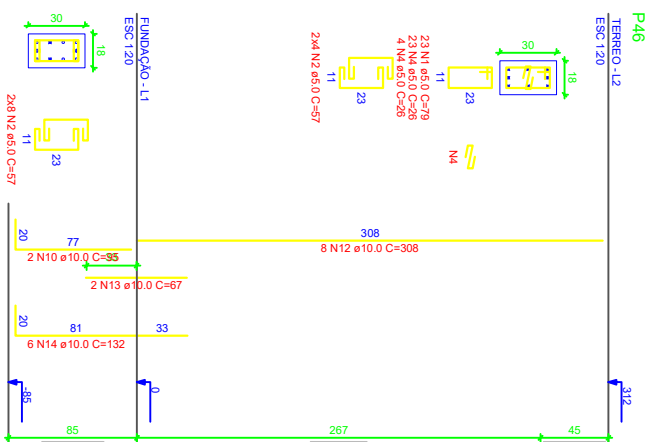 P46
TERREO - L2
ESC 1:20
30
18
23 N1 ø5.0 C=79
23 N4 ø5.0 C=26
4 N4 ø5.0 C=26
2x4 N2 ø5.0 C=57
11
23
11
23
N4
308
8 N12 ø10.0 C=308
312
45
267
FUNDAÇÃO - L1
ESC 1:20
30
18
11
23
2x8 N2 ø5.0 C=57
20
77
2 N10 ø10.0 C=95
2 N13 ø10.0 C=67
20
81
33
6 N14 ø10.0 C=132
0
-85
85